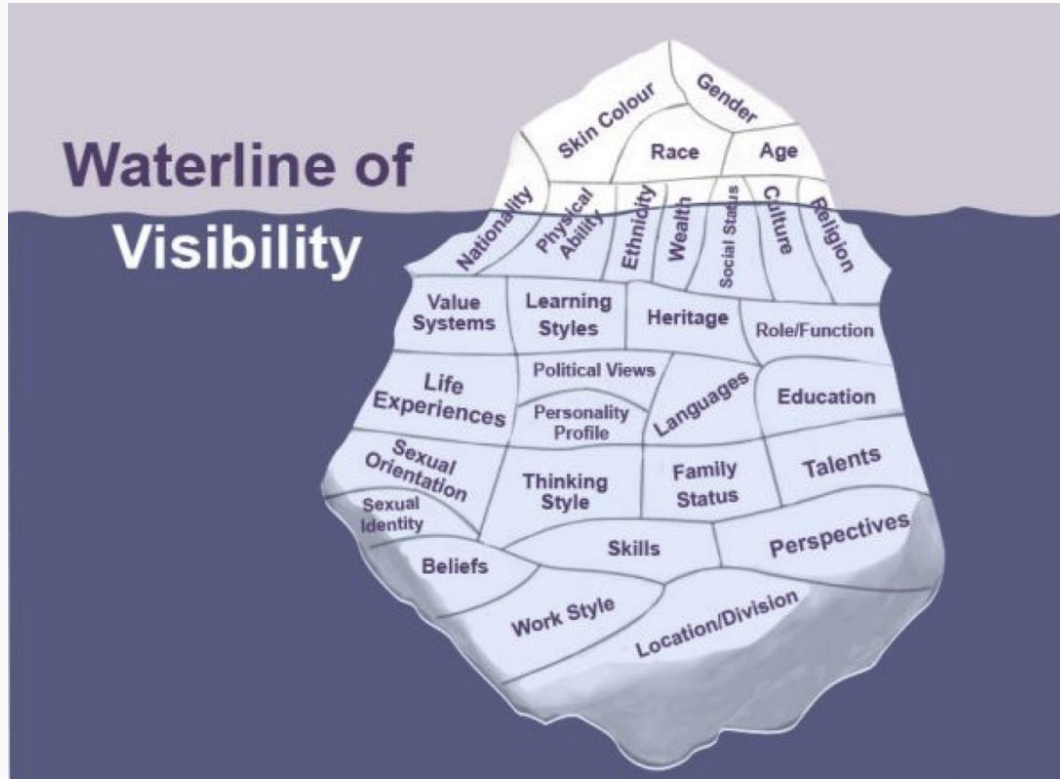 Waterline of
Visibility
Skin Colour
Gender
Race
Age
Nationality
Physical
Ability
Ethnicity
Wealth
Social Status
Culture
Religion
Value
Systems
Learning
Styles
Heritage
Role/Function
Life
Experiences
Political Views
Personality
Profile
Languages
Education
Sexual
Orientation
Thinking
Style
Family
Status
Talents
Sexual
Identity
Skills
Perspectives
Beliefs
Work Style
Location/Division